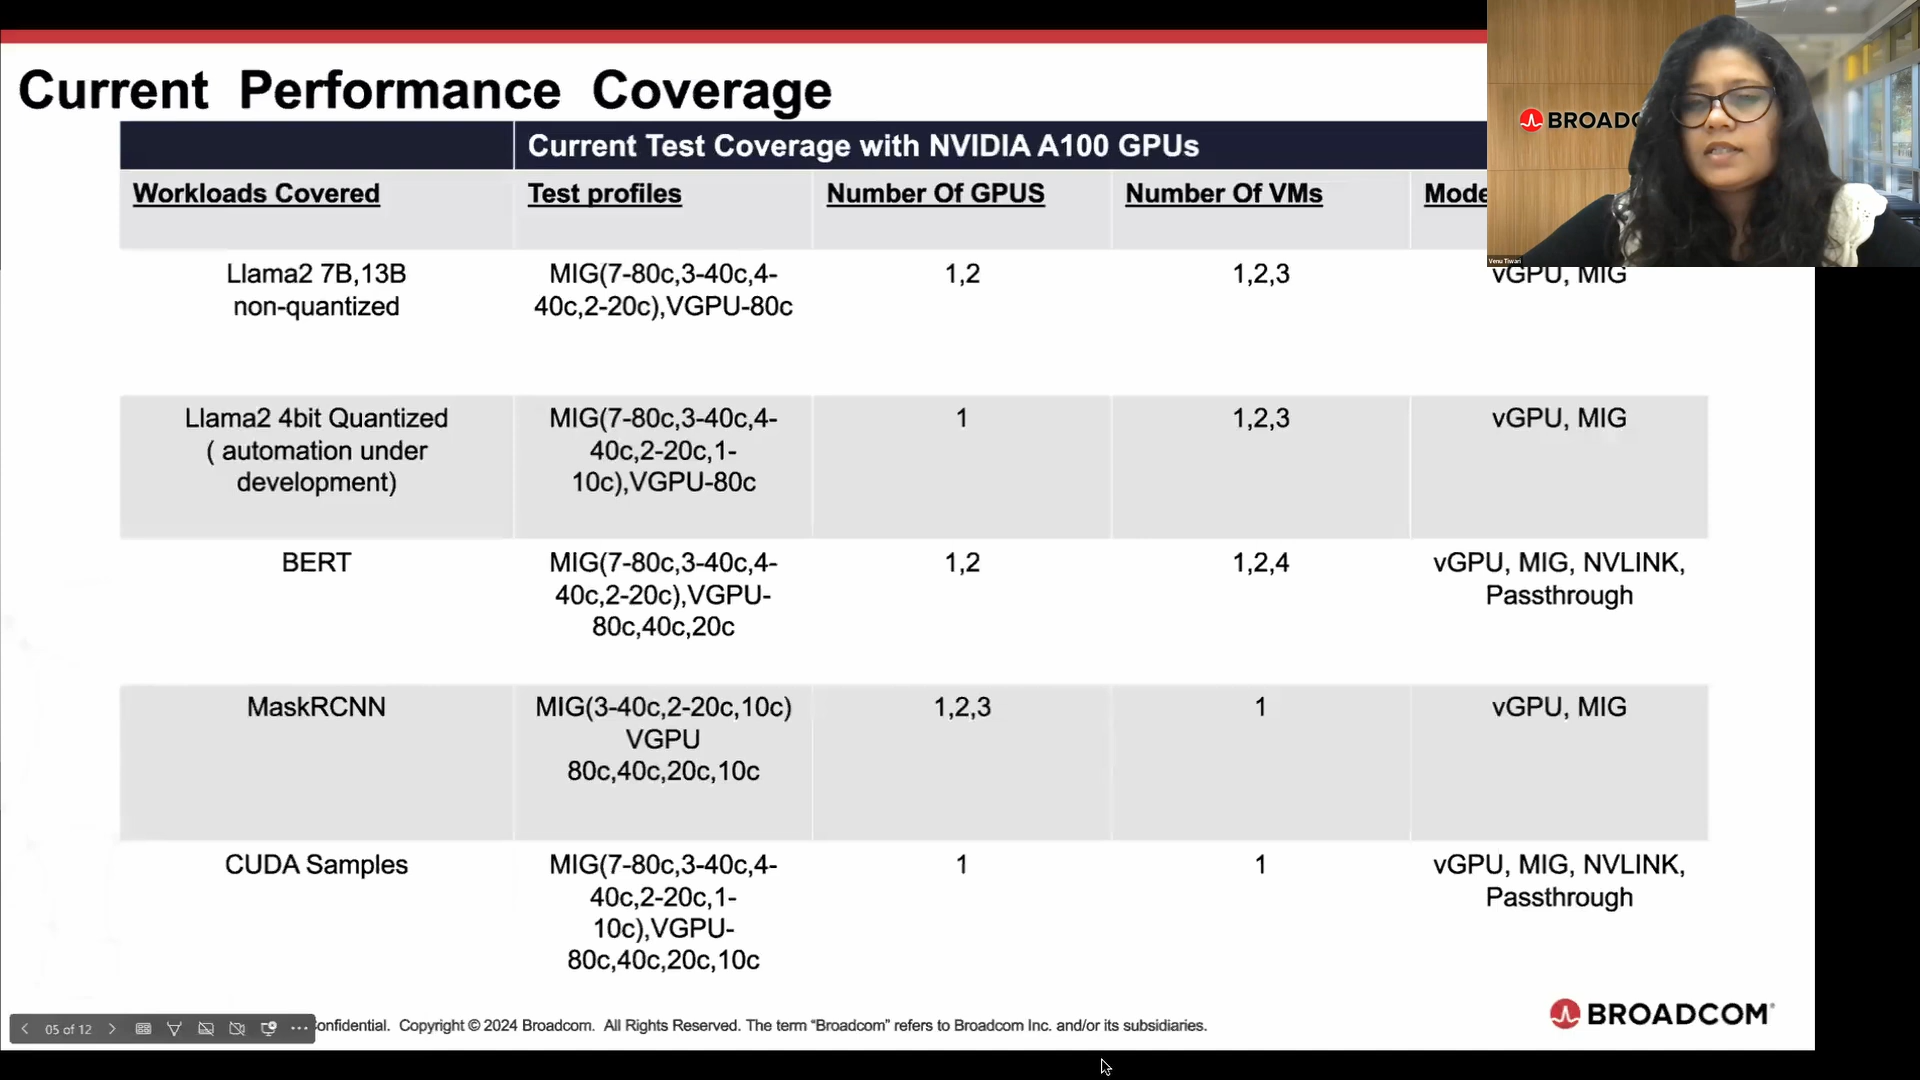 Current Performance Coverage
BROADC
Current Test Coverage with NVIDIA A100 GPUs
Workloads Covered
Test profiles
Number Of GPUS
Number Of VMs
Mode
Venu Tiwari
Llama2 7B,13B
non-quantized
MIG(7-80c,3-40c,4-
40c,2-20c),VGPU-80c
1,2
1,2,3
vGPU, MIG
Llama2 4bit Quantized
( automation under
development)
MIG(7-80c,3-40c,4-
40c,2-20c,1-
10c),VGPU-80c
1
1,2,3
vGPU, MIG
BERT
MIG(7-80c,3-40c,4-
40c,2-20c),VGPU-
80c,40c,20c
1,2
1,2,4
vGPU, MIG, NVLINK,
Passthrough
MaskRCNN
MIG(3-40c,2-20c,10c)
VGPU
80c,40c,20c,10c
1,2,3
1
vGPU, MIG
CUDA Samples
MIG(7-80c,3-40c,4-
40c,2-20c,1-
10c),VGPU-
80c,40c,20c,10c
1
1
vGPU, MIG, NVLINK,
Passthrough
05 of 12
onfidential. Copyright © 2024 Broadcom. All Rights Reserved. The term “Broadcom” refers to Broadcom Inc. and/or its subsidiaries.
BROADCOM